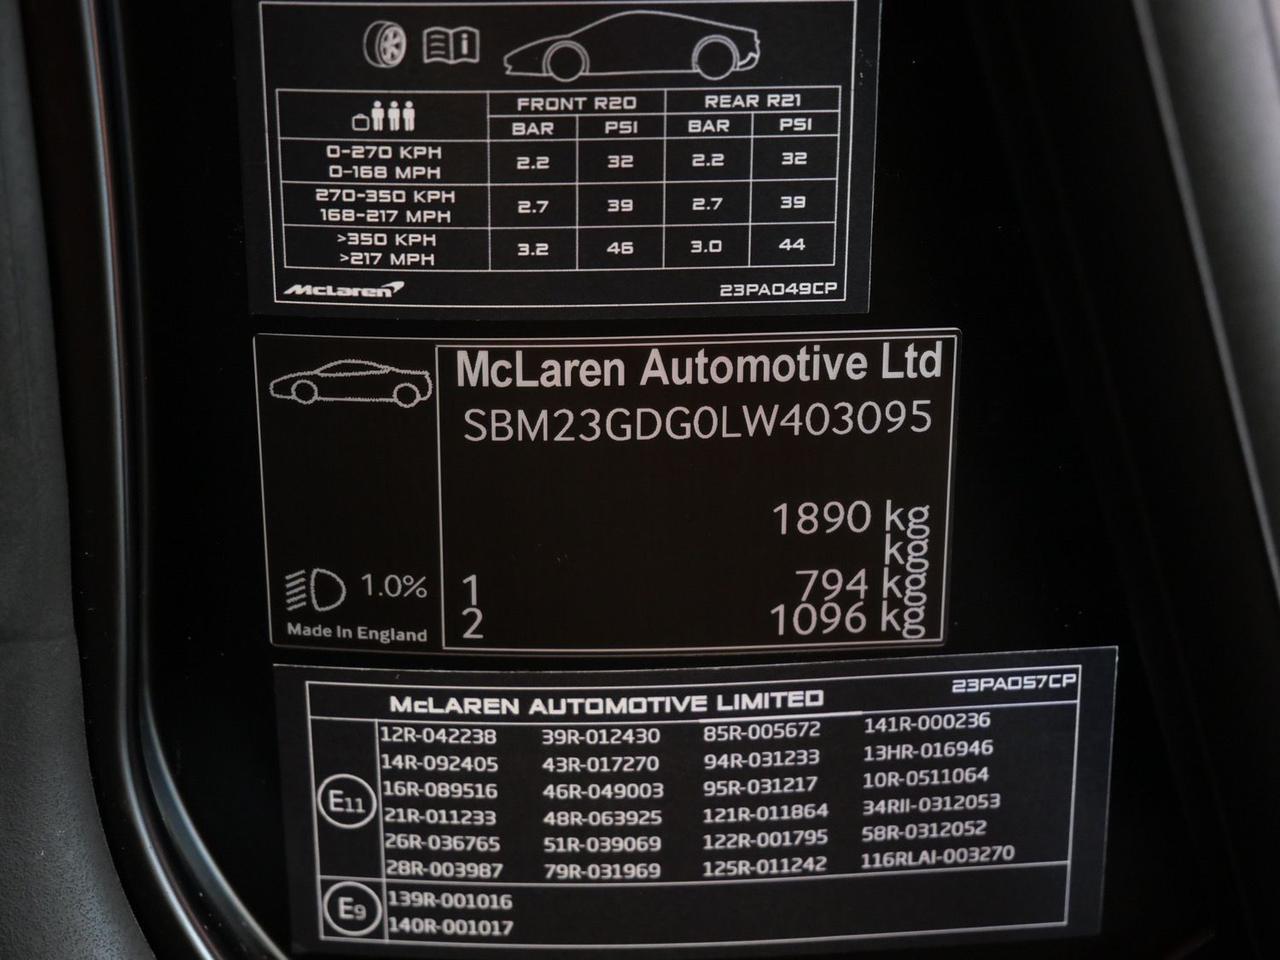 FRONT R20 REAR R21
BAR PSI BAR PSI
0-270 KPH
0-168 MPH 2.2 32 2.2 32
270-350 KPH
168-217 MPH 2.7 39 2.7 39
>350 KPH
>217 MPH 3.2 46 3.0 44
McLaren 23PA049CP
McLaren Automotive Ltd
SBM23GDG0LW403095
1890 kg
kg
1 794 kg
2 1096 kg
1.0%
Made In England
McLAREN AUTOMOTIVE LIMITED 23PA057CP
12R-042238 39R-012430 85R-005672 141R-000236
14R-092405 43R-017270 94R-031233 13HR-016946
16R-089516 46R-049003 95R-031217 10R-0511064
E11
21R-011233 48R-063925 121R-011864 34RII-0312053
26R-036765 51R-039069 122R-001795 58R-0312052
28R-003987 79R-031969 125R-011242 116RLAI-003270
E9
139R-001016
140R-001017